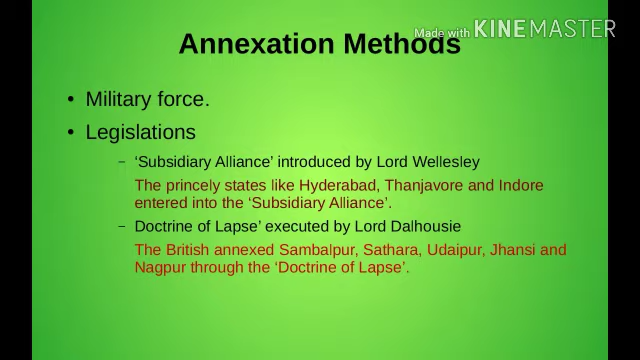 Made with KINEMASTER
Annexation Methods
• Military force.
• Legislations
– ‘Subsidiary Alliance’ introduced by Lord Wellesley
The princely states like Hyderabad, Thanjavore and Indore
entered into the ‘Subsidiary Alliance’.
– Doctrine of Lapse’ executed by Lord Dalhousie
The British annexed Sambalpur, Sathara, Udaipur, Jhansi and
Nagpur through the ‘Doctrine of Lapse’.